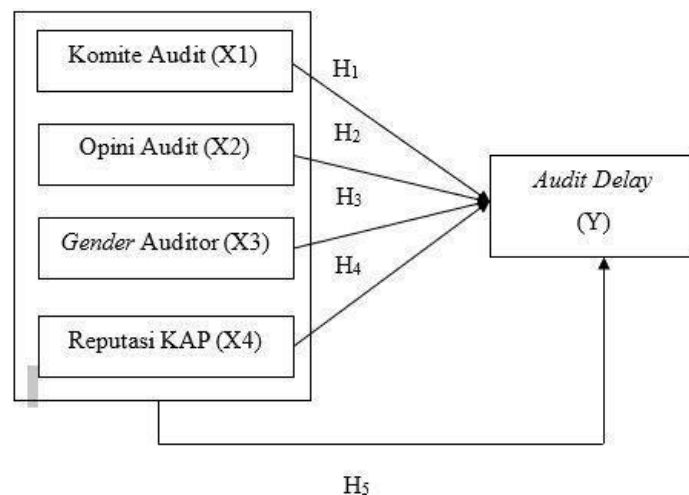 Komite Audit (X1)
H1
Opini Audit (X2)
H2
Audit Delay
(Y)
H3
Gender Auditor (X3)
H4
Reputasi KAP (X4)
H5